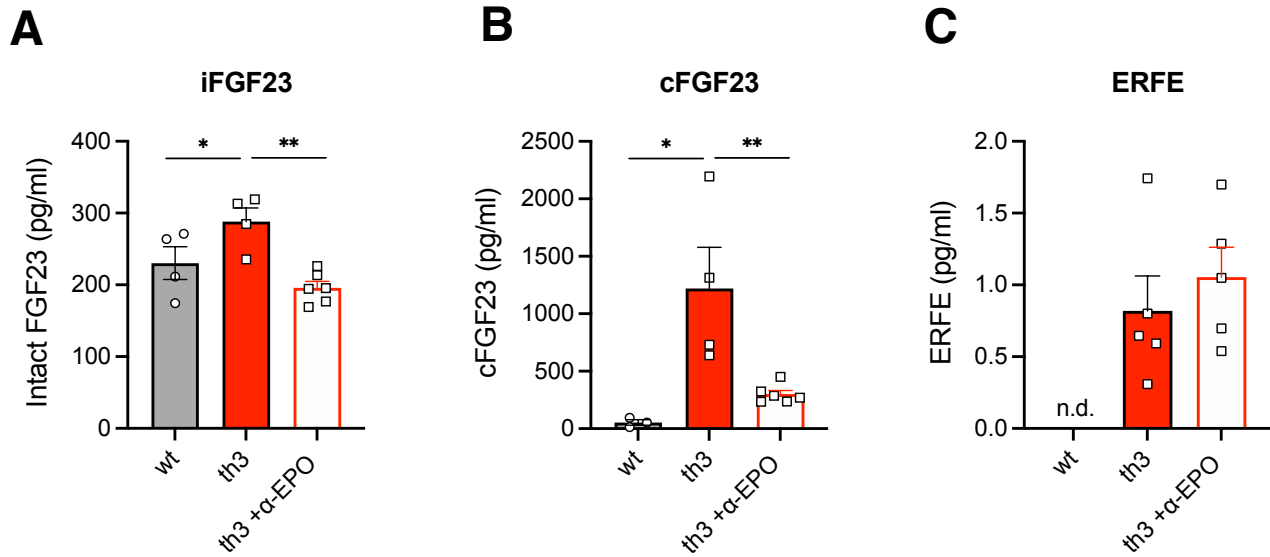 A
iFGF23
Intact FGF23 (pg/ml)
400
300
200
100
0
*
**
wt
th3
th3 +α-EPO
B
cFGF23
cFGF23 (pg/ml)
2500
2000
1500
1000
500
0
*
**
wt
th3
th3 +α-EPO
C
ERFE
ERFE (pg/ml)
2.0
1.5
1.0
0.5
0.0
n.d.
wt
th3
th3 +α-EPO